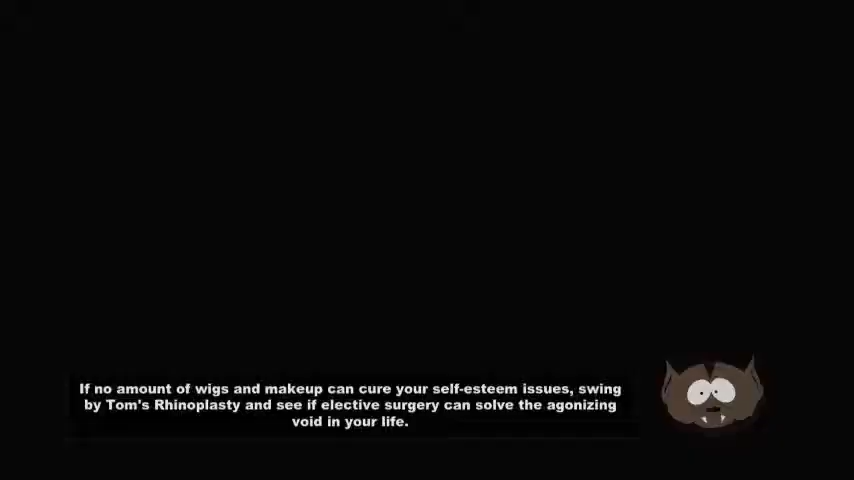 If no amount of wigs and makeup can cure your self-esteem issues, swing
by Tom's Rhinoplasty and see if elective surgery can solve the agonizing
void in your life.